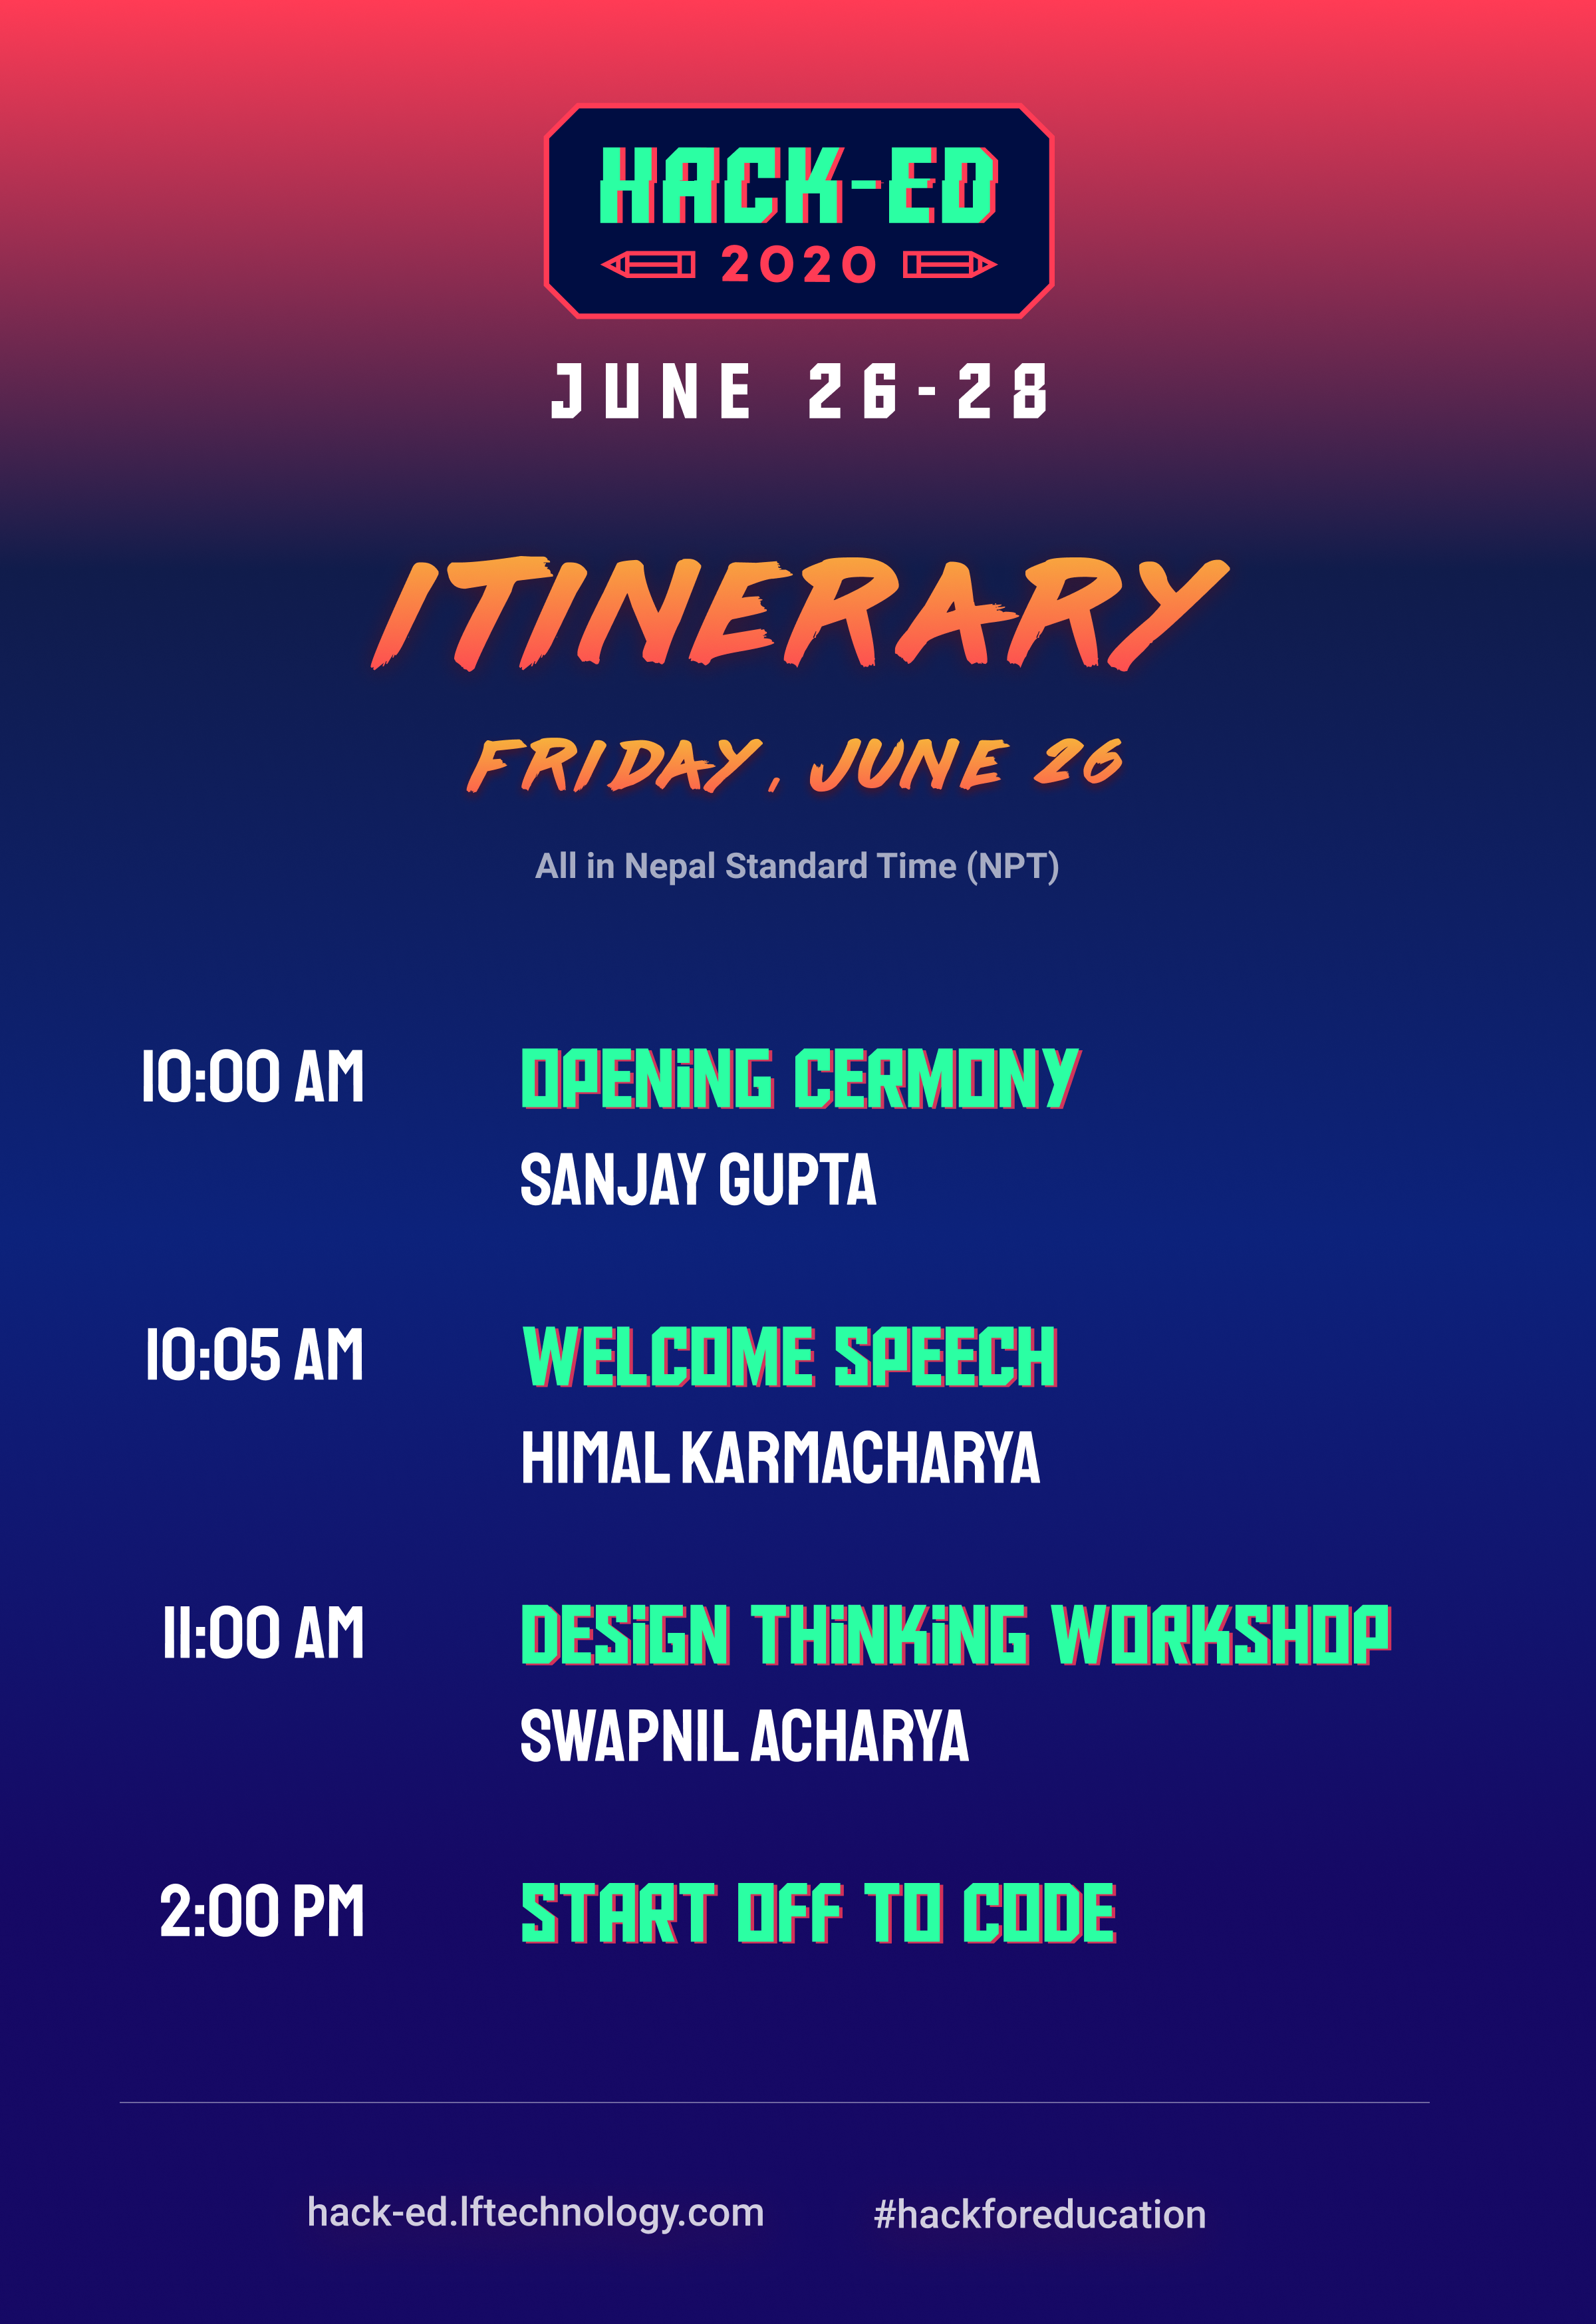 HACK-ED
2020
JUNE 26-28
ITINERARY
FRIDAY, JUNE 26
All in Nepal Standard Time (NPT)
10:00 AM OPENiNG CERMONY
SANJAY GUPTA
10:05 AM WELCOME SPEECH
HIMAL KARMACHARYA
11:00 AM DESiGN THiNKiNG WORKSHOP
SWAPNIL ACHARYA
2:00 PM START OFF TO CODE
hack-ed.lftechnology.com #hackforeducation